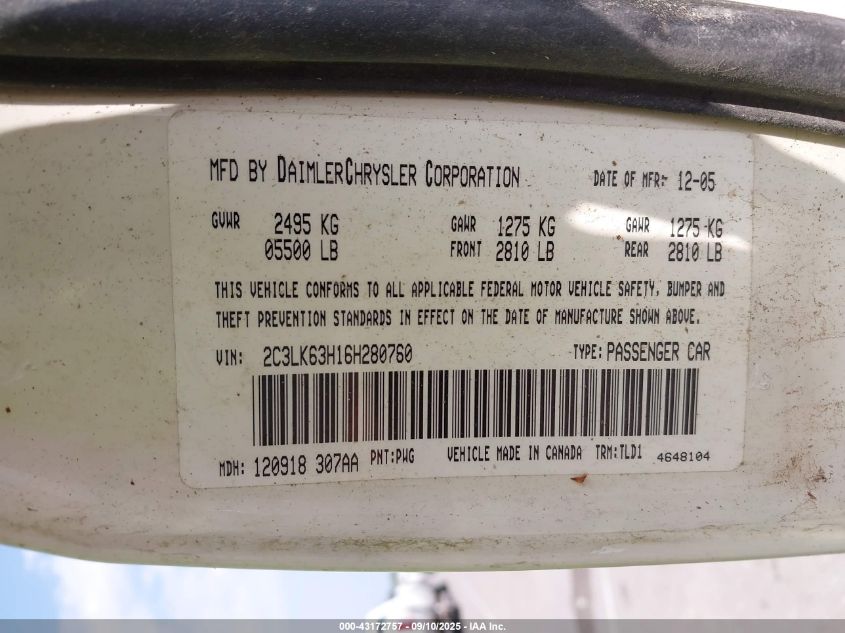 MFD BY DAIMLERCHRYSLER CORPORATION DATE OF MFR: 12-05
GVWR 2495 KG GAWR 1275 KG GAWR 1275 KG
05500 LB FRONT 2810 LB REAR 2810 LB
THIS VEHICLE CONFORMS TO ALL APPLICABLE FEDERAL MOTOR VEHICLE SAFETY, BUMPER AND
THEFT PREVENTION STANDARDS IN EFFECT ON THE DATE OF MANUFACTURE SHOWN ABOVE.
VIN: 2C3LK63H16H280760 TYPE: PASSENGER CAR
MDH: 120918 307AA PNT:PWG VEHICLE MADE IN CANADA TRM:TLD1 4648104
000-43172757 - 09/10/2025 - IAA Inc.